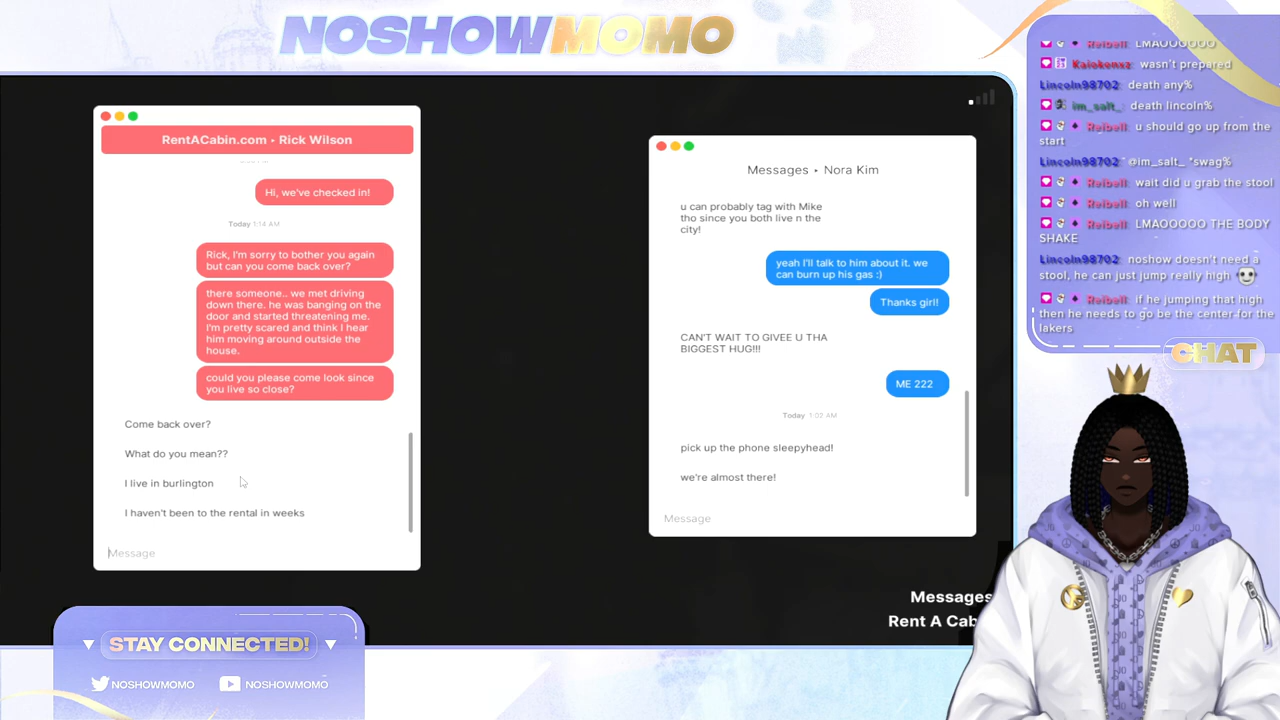 NOSHOWMOMO
RentACabin.com • Rick Wilson
Hi, we've checked in!
Today 1:14 AM
Rick, I'm sorry to bother you again
but can you come back over?
there someone.. we met driving
down there. he was banging on the
door and started threatening me.
I'm pretty scared and think I hear
him moving around outside the
house.
could you please come look since
you live so close?
Come back over?
What do you mean??
I live in burlington
I haven't been to the rental in weeks
Message
Messages • Nora Kim
u can probably tag with Mike
tho since you both live n the
city!
yeah I'll talk to him about it. we
can burn up his gas :)
Thanks girl!
CAN'T WAIT TO GIVEE U THA
BIGGEST HUG!!!
ME 222
Today 1:02 AM
pick up the phone sleepyhead!
we're almost there!
Message
Messages
Rent A Cab
Reibell: LMAOOOOOO
Kaiokenxz: wasn't prepared
Lincoln98702: death any%
im_salt_: death lincoln%
Reibell: u should go up from the
start
Lincoln98702: @im_salt_ *swag%
Reibell: wait did u grab the stool
Reibell: oh well
Reibell: LMAOOOOO THE BODY
SHAKE
Lincoln98702: noshow doesn't need a
stool, he can just jump really high
Reibell: if he jumping that high
then he needs to go be the center for the
lakers
CHAT
STAY CONNECTED!
NOSHOWMOMO
NOSHOWMOMO